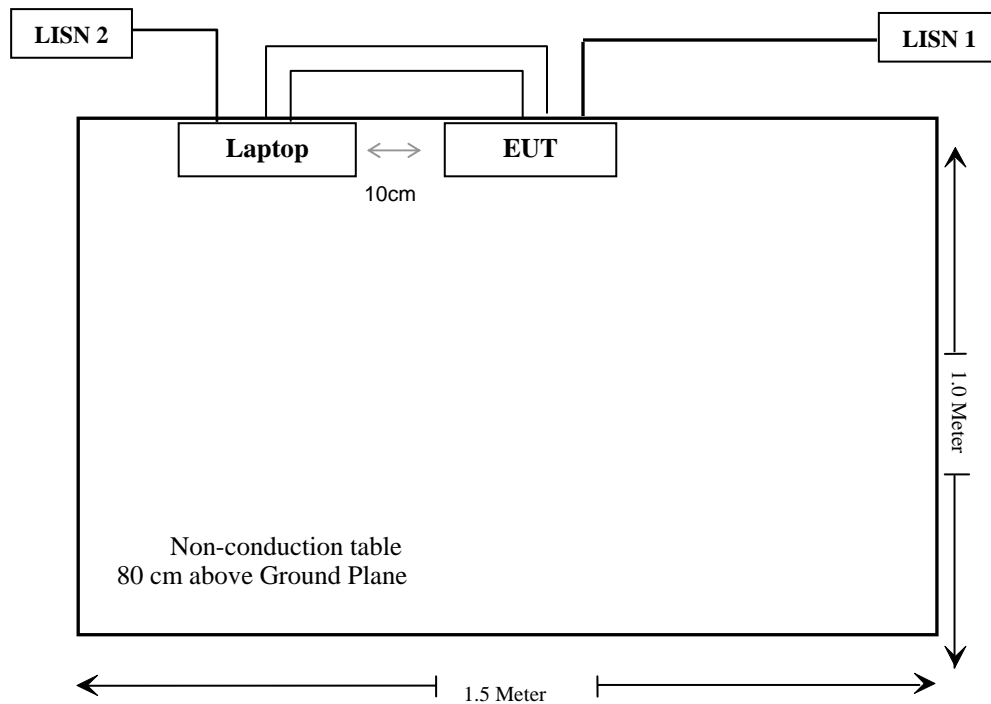 LISN 2
LISN 1
Laptop
EUT
10cm
1.0 Meter
Non-conduction table
80 cm above Ground Plane
1.5 Meter